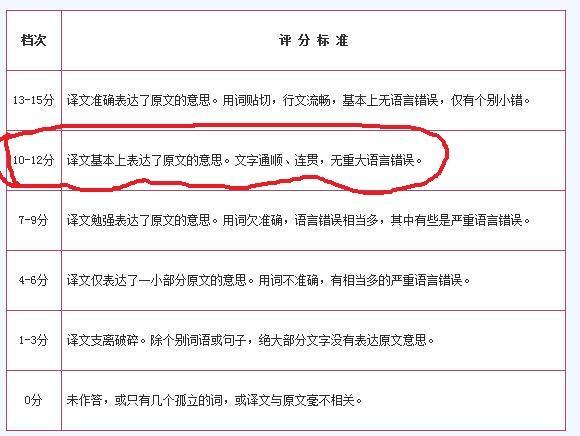 档次 评分标准
13-15分 译文准确表达了原文的意思。用词贴切，行文流畅，基本上无语言错误，仅有个别小错。
10-12分 译文基本上表达了原文的意思。文字通顺、连贯，无重大语言错误。
7-9分 译文勉强表达了原文的意思。用词欠准确，语言错误相当多，其中有些是严重语言错误。
4-6分 译文仅表达了一小部分原文的意思。用词不准确，有相当多的严重语言错误。
1-3分 译文支离破碎。除个别词语或句子，绝大部分文字没有表达原文意思。
0分 未作答，或只有几个孤立的词，或译文与原文毫不相关。